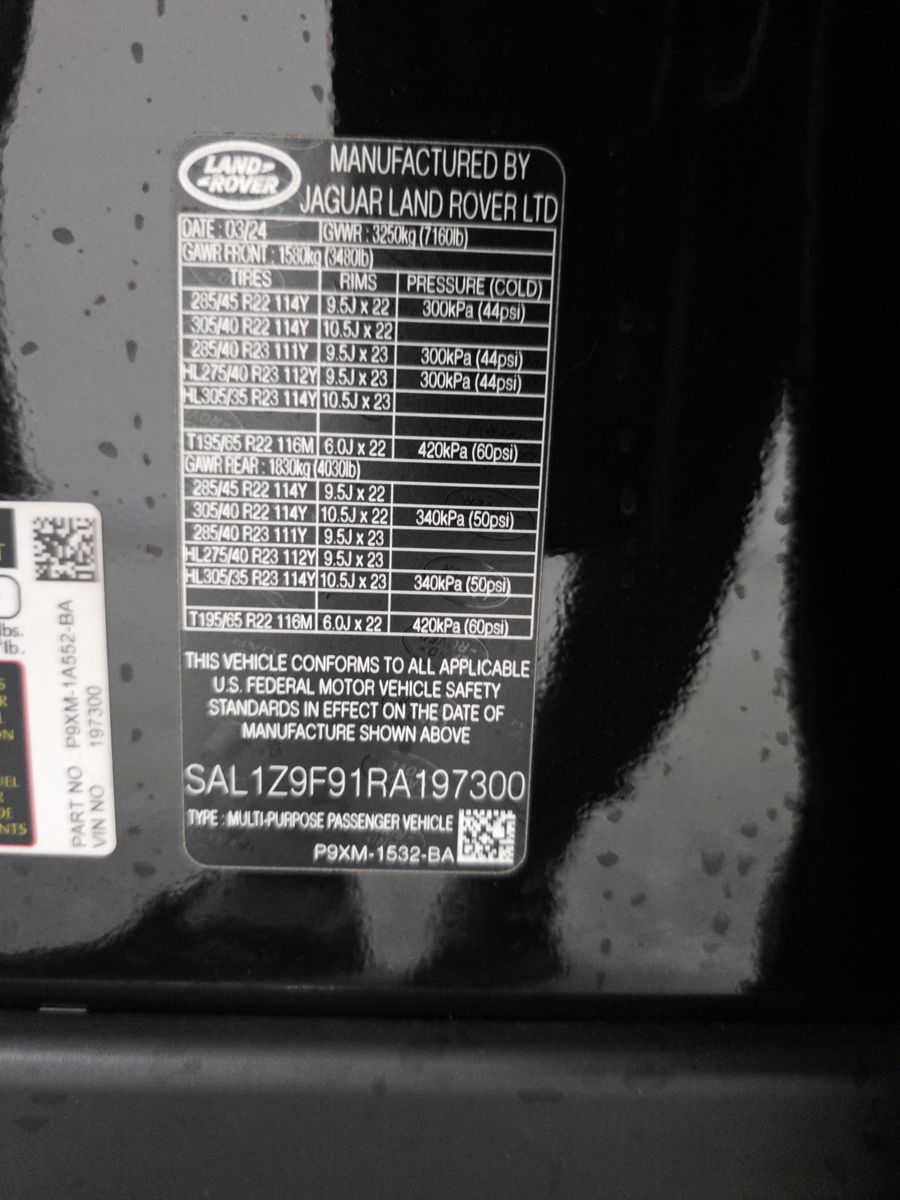 LAND ROVER
MANUFACTURED BY
JAGUAR LAND ROVER LTD
DATE : 03/24 GVWR : 3250kg (7160lb)
GAWR FRONT : 1580kg (3480lb)
TIRES RIMS PRESSURE (COLD)
285/45 R22 114Y 9.5J x 22 300kPa (44psi)
305/40 R22 114Y 10.5J x 22
285/40 R23 111Y 9.5J x 23 300kPa (44psi)
HL275/40 R23 112Y 9.5J x 23 300kPa (44psi)
HL305/35 R23 114Y 10.5J x 23
T195/65 R22 116M 6.0J x 22 420kPa (60psi)
GAWR REAR : 1830kg (4030lb)
285/45 R22 114Y 9.5J x 22
305/40 R22 114Y 10.5J x 22 340kPa (50psi)
285/40 R23 111Y 9.5J x 23
HL275/40 R23 112Y 9.5J x 23
HL305/35 R23 114Y 10.5J x 23 340kPa (50psi)
T195/65 R22 116M 6.0J x 22 420kPa (60psi)
THIS VEHICLE CONFORMS TO ALL APPLICABLE
U.S. FEDERAL MOTOR VEHICLE SAFETY
STANDARDS IN EFFECT ON THE DATE OF
MANUFACTURE SHOWN ABOVE
SAL1Z9F91RA197300
TYPE : MULTI-PURPOSE PASSENGER VEHICLE
P9XM-1532-BA
PART NO : P9XM-1A552-BA
VIN NO : 197300
lbs.
lb.